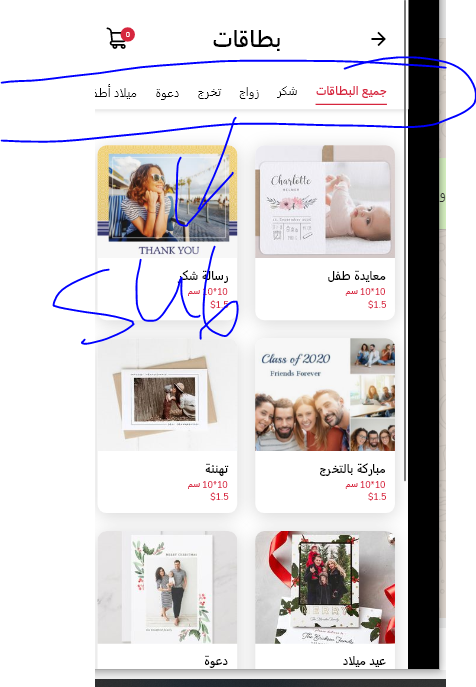 بطاقات
0
جميع البطاقات
شكر
زواج
تخرج
دعوة
ميلاد أطف
و
Charlotte
THANK YOU
sub
معايدة طفل
10*10 سم
$1.5
رسالة شكر
10*10 سم
$1.5
Class of 2020
Friends Forever
مباركة بالتخرج
10*10 سم
$1.5
تهنئة
10*10 سم
$1.5
عيد ميلاد
دعوة